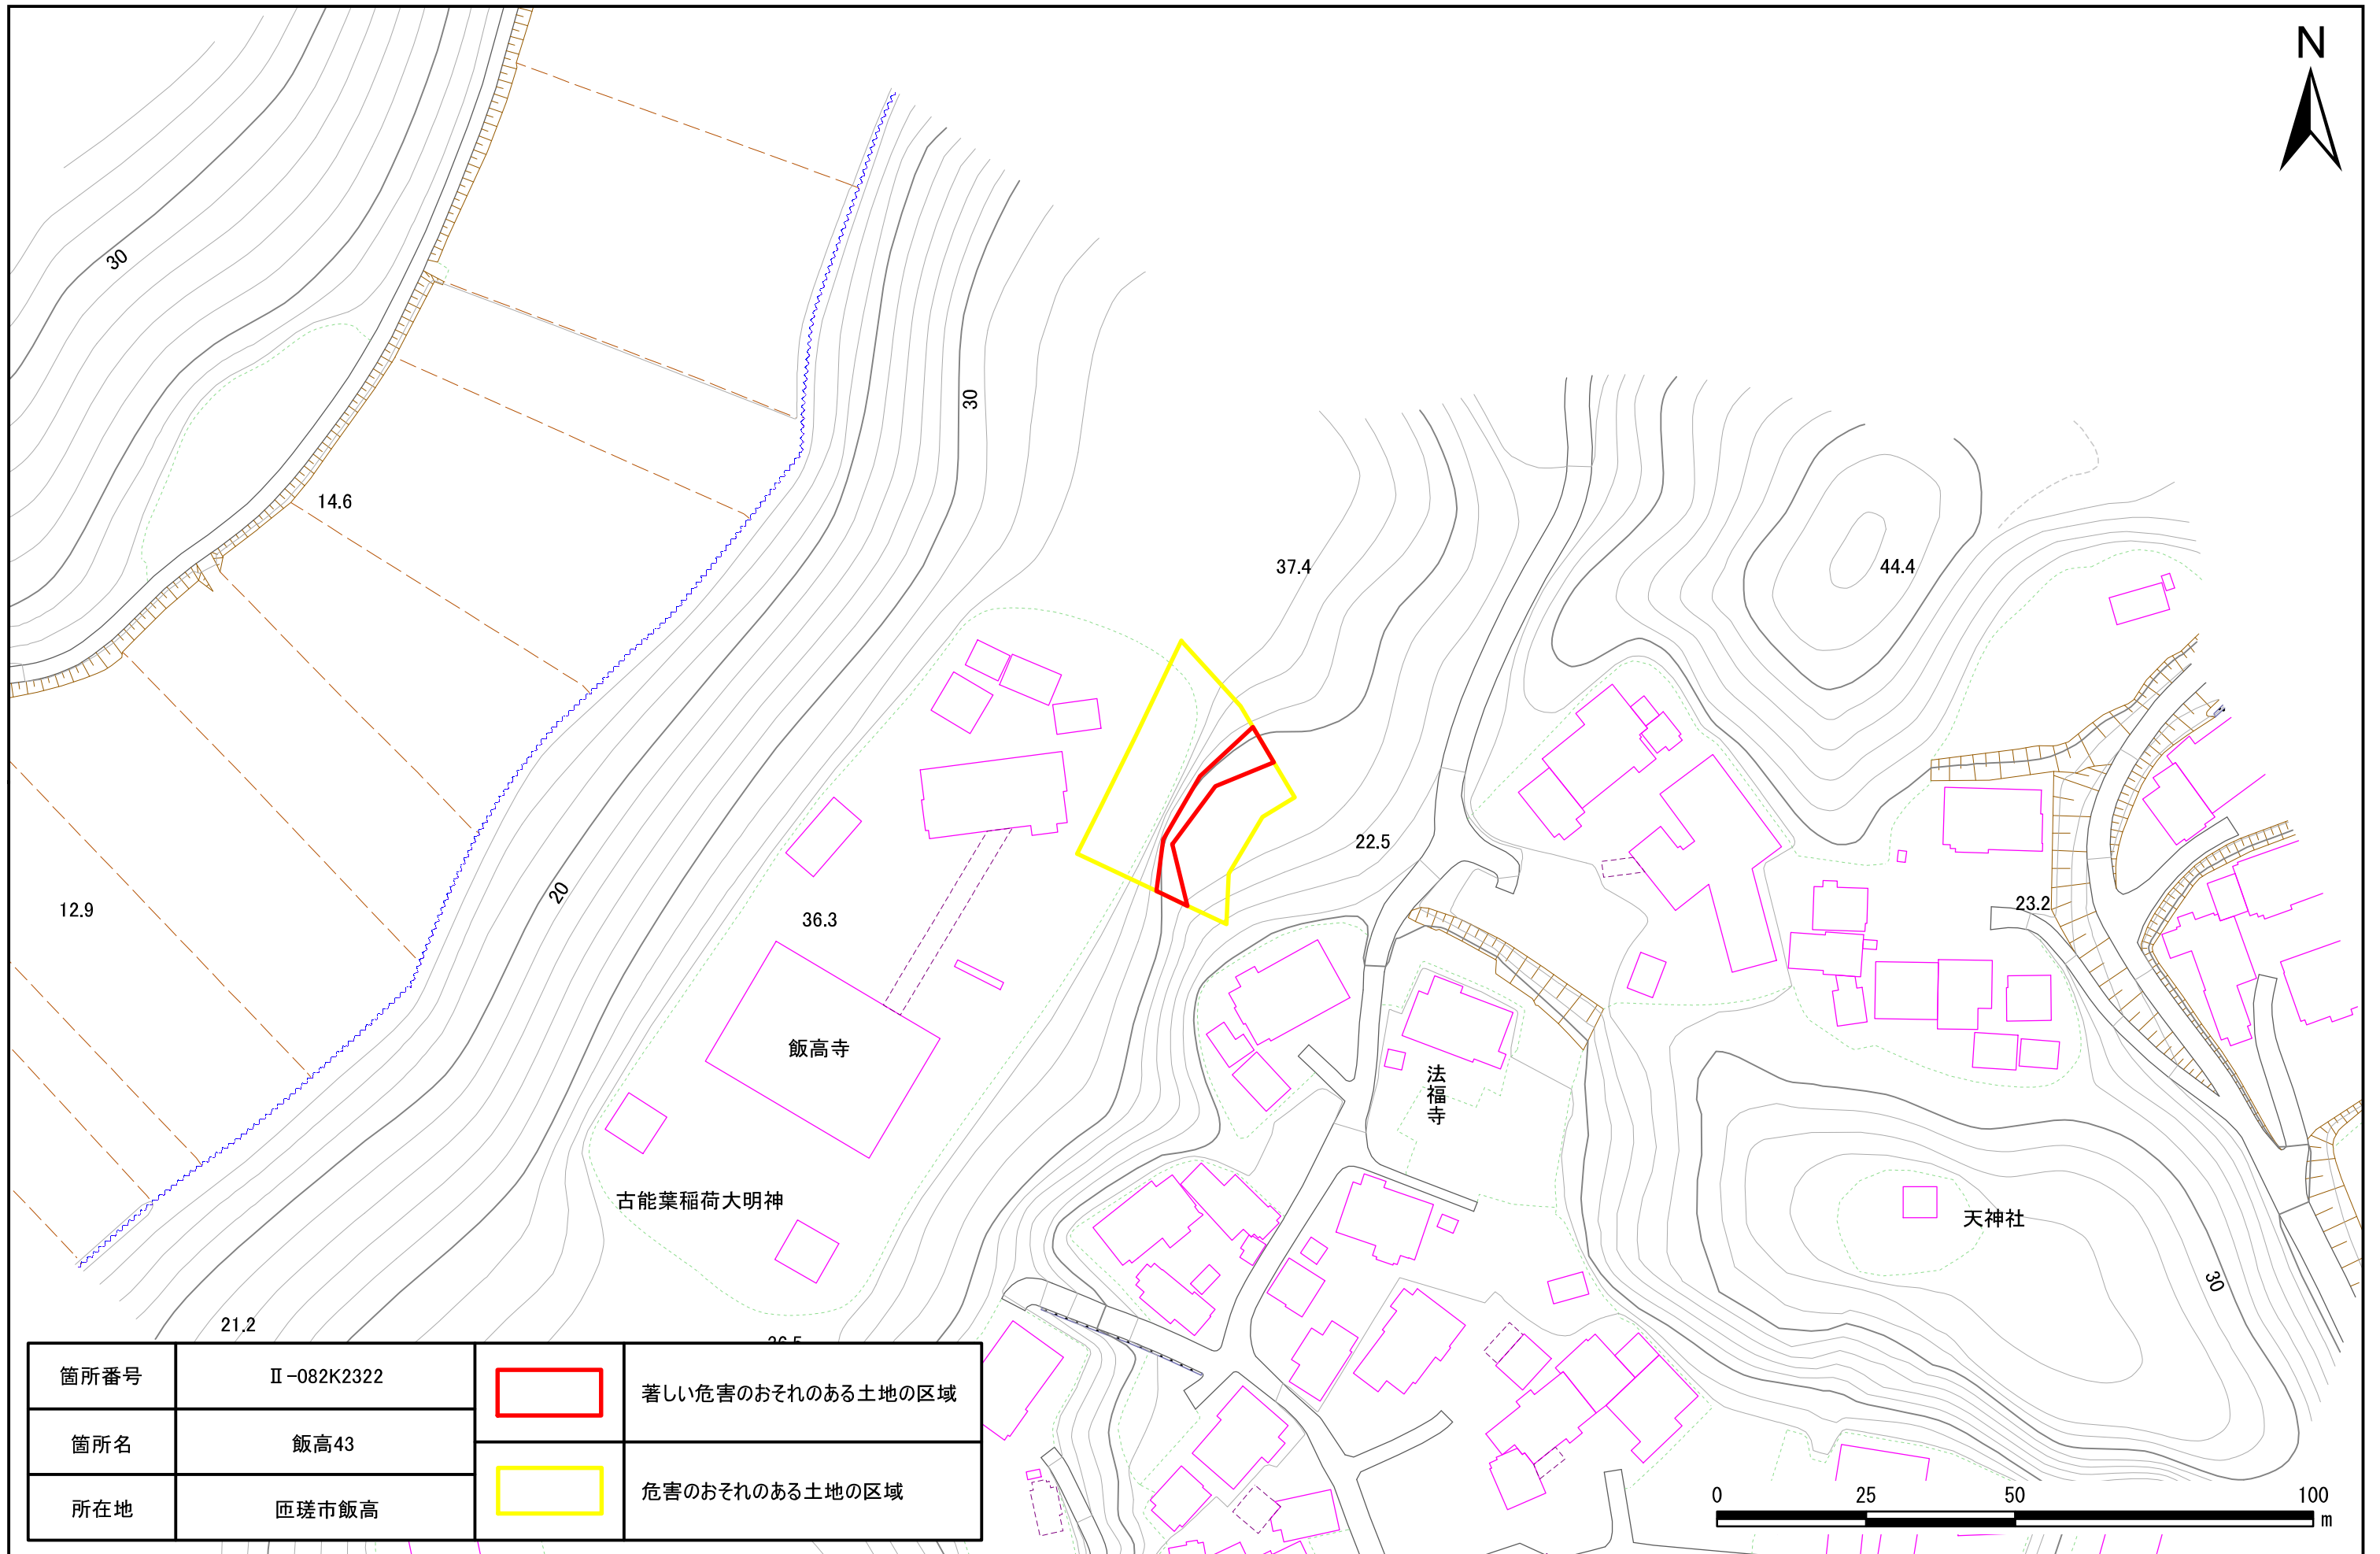 N
30
30
14.6
37.4
44.4
22.5
12.9
20
36.3
23.2
飯高寺
法福寺
古能葉稲荷大明神
天神社
30
21.2
箇所番号
Ⅱ-082K2322
著しい危害のおそれのある土地の区域
箇所名
飯高43
危害のおそれのある土地の区域
所在地
匝瑳市飯高
0 25 50 100
m